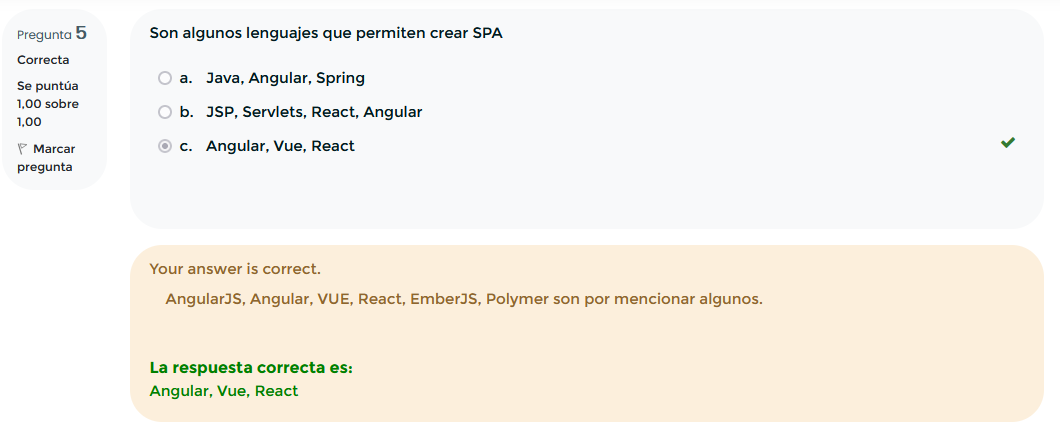 Pregunta 5
Correcta
Se puntúa
1,00 sobre
1,00
Marcar
pregunta
Son algunos lenguajes que permiten crear SPA
a. Java, Angular, Spring
b. JSP, Servlets, React, Angular
c. Angular, Vue, React
Your answer is correct.
AngularJS, Angular, VUE, React, EmberJS, Polymer son por mencionar algunos.
La respuesta correcta es:
Angular, Vue, React